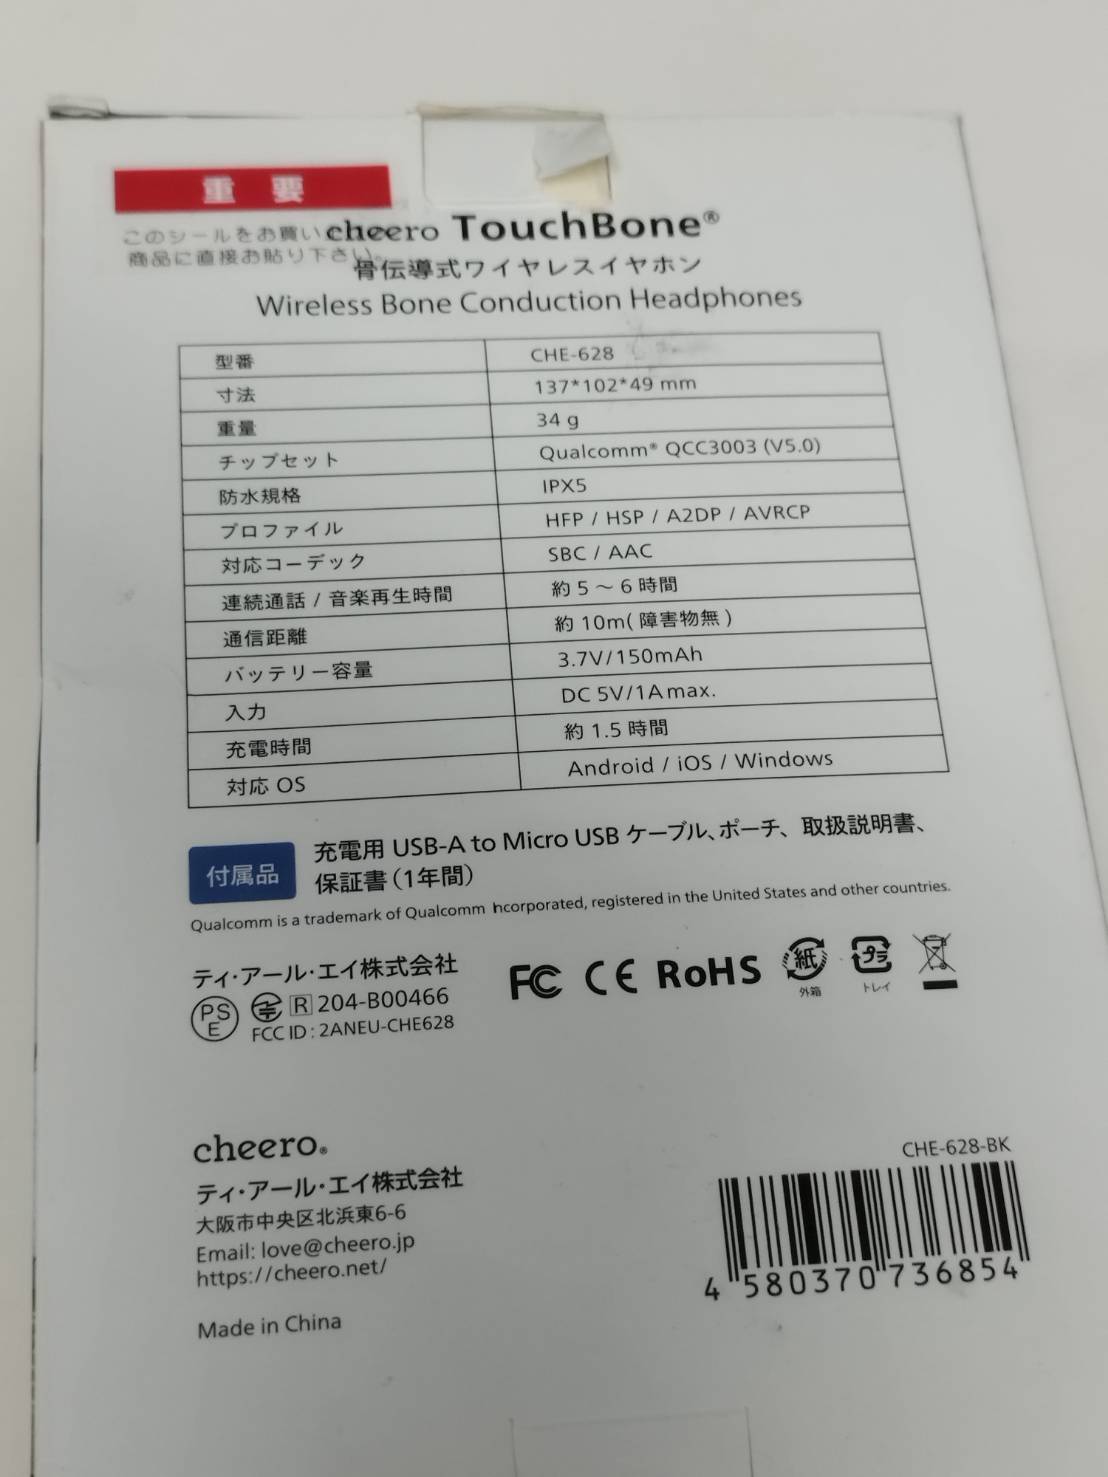 重 要
このシールをお買い
商品に直接お貼り下さい。
cheero TouchBone®
骨伝導式ワイヤレスイヤホン
Wireless Bone Conduction Headphones
型番 CHE-628
寸法 137*102*49 mm
重量 34 g
チップセット Qualcomm® QCC3003 (V5.0)
防水規格 IPX5
プロファイル HFP / HSP / A2DP / AVRCP
対応コーデック SBC / AAC
連続通話 / 音楽再生時間 約 5 ~ 6 時間
通信距離 約 10m( 障害物無 )
バッテリー容量 3.7V/150mAh
入力 DC 5V/1A max.
充電時間 約 1.5 時間
対応 OS Android / iOS / Windows
付属品 充電用 USB-A to Micro USB ケーブル、ポーチ、取扱説明書、
保証書（1年間）
Qualcomm is a trademark of Qualcomm Incorporated, registered in the United States and other countries.
ティ・アール・エイ株式会社
PSE R 204-B00466
FCC ID : 2ANEU-CHE628
FC CE RoHS 紙 プラ
外箱 トレイ
cheero®
ティ・アール・エイ株式会社
大阪市中央区北浜東6-6
Email: love@cheero.jp
https://cheero.net/
Made in China
CHE-628-BK
4 580370 736854